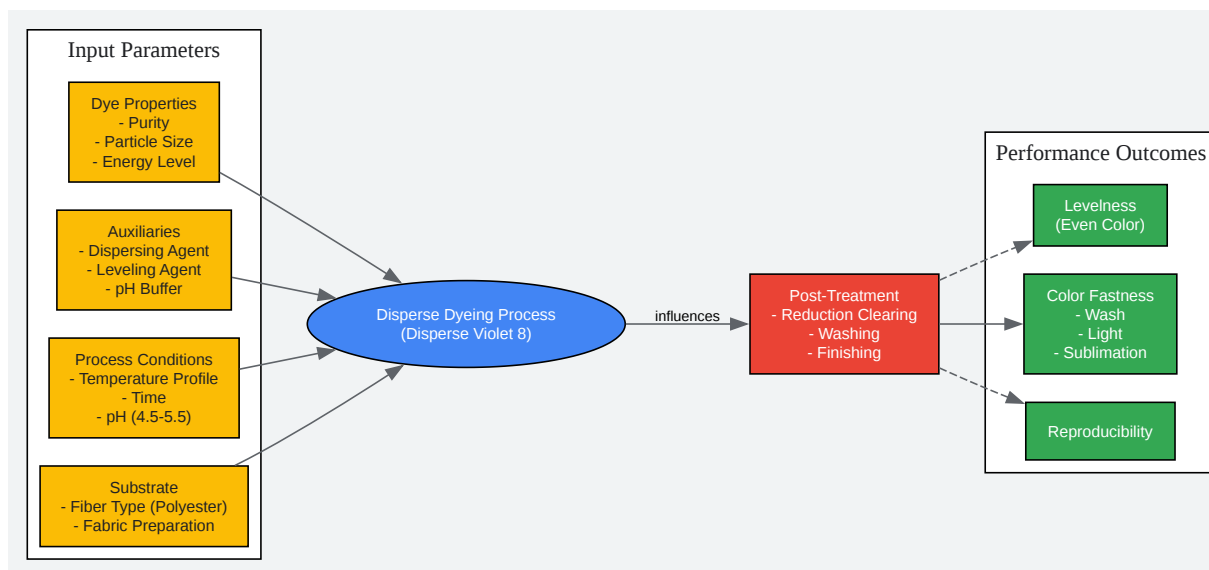 Input Parameters
Dye Properties
- Purity
- Particle Size
- Energy Level
Auxiliaries
- Dispersing Agent
- Leveling Agent
- pH Buffer
Process Conditions
- Temperature Profile
- Time
- pH (4.5-5.5)
Substrate
- Fiber Type (Polyester)
- Fabric Preparation
Disperse Dyeing Process
(Disperse Violet 8)
influences
Post-Treatment
- Reduction Clearing
- Washing
- Finishing
Performance Outcomes
Levelness
(Even Color)
Color Fastness
- Wash
- Light
- Sublimation
Reproducibility